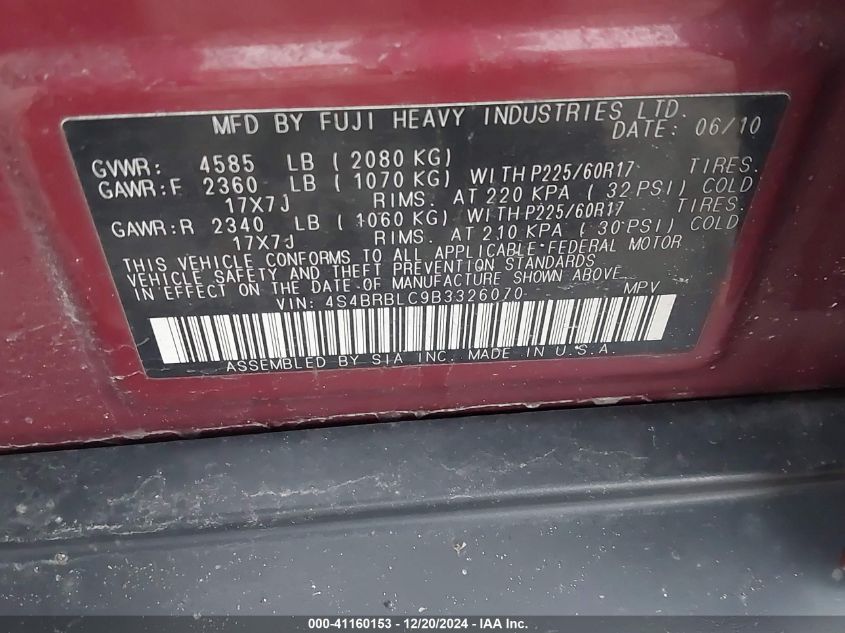 MFD BY FUJI HEAVY INDUSTRIES LTD.
DATE: 06/10
GVWR: 4585 LB ( 2080 KG)
GAWR:F 2360 LB ( 1070 KG) WITH P225/60R17 TIRES.
17X7J RIMS. AT 220 KPA ( 32 PSI) COLD
GAWR:R 2340 LB ( 1060 KG) WITH P225/60R17 TIRES.
17X7J RIMS. AT 210 KPA ( 30 PSI) COLD
THIS VEHICLE CONFORMS TO ALL APPLICABLE FEDERAL MOTOR
VEHICLE SAFETY AND THEFT PREVENTION STANDARDS
IN EFFECT ON THE DATE OF MANUFACTURE SHOWN ABOVE.
VIN: 4S4BRBLC9B3326070 MPV
ASSEMBLED BY SIA INC. MADE IN U.S.A.
000-41160153 - 12/20/2024 - IAA Inc.